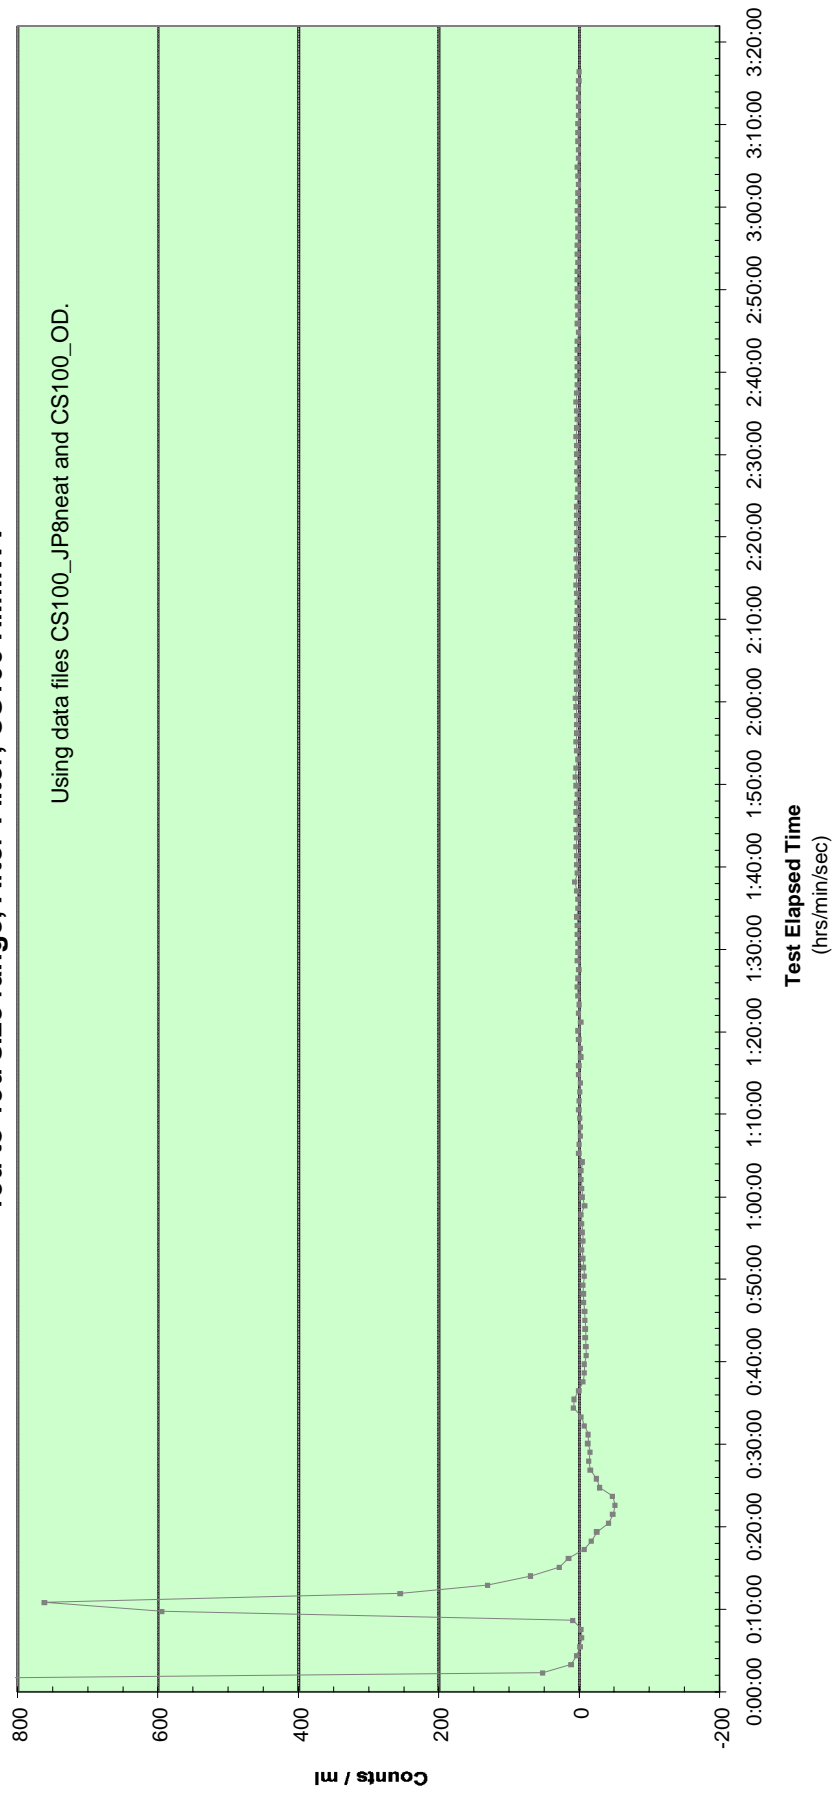 size range, After Filter,
Using data files CS100_JP8neat and CS100_OD.
800
600
400
200
0
-200
Counts / ml
0:00:00 0:10:00 0:20:00 0:30:00 0:40:00 0:50:00 1:00:00 1:10:00 1:20:00 1:30:00 1:40:00 1:50:00 2:00:00 2:10:00 2:20:00 2:30:00 2:40:00 2:50:00 3:00:00 3:10:00 3:20:00
Test Elapsed Time
(hrs/min/sec)